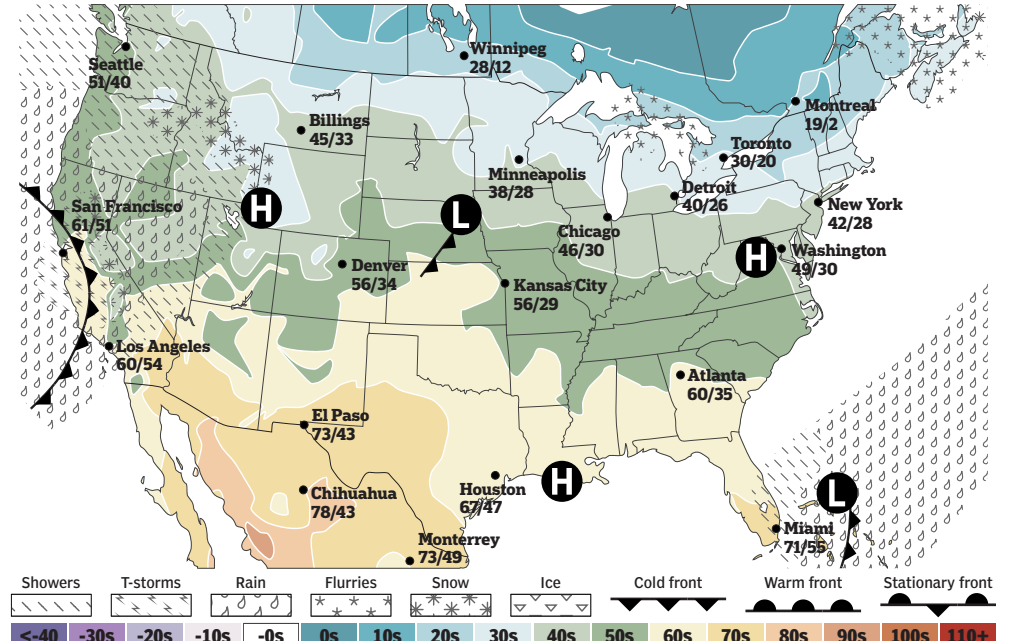 Seattle
51/40
Winnipeg
28/12
Billings
45/33
Montreal
19/2
Toronto
30/20
Minneapolis
38/28
Detroit
40/26
San Francisco
61/51
H
L
New York
42/28
Chicago
46/30
H
Washington
49/30
Denver
56/34
Kansas City
56/29
Los Angeles
60/54
Atlanta
60/35
El Paso
73/43
Houston
67/47
H
Chihuahua
78/43
L
Miami
71/55
Monterrey
73/49
Showers T-storms Rain Flurries Snow Ice Cold front Warm front Stationary front
<-40 -30s -20s -10s -0s 0s 10s 20s 30s 40s 50s 60s 70s 80s 90s 100s 110+